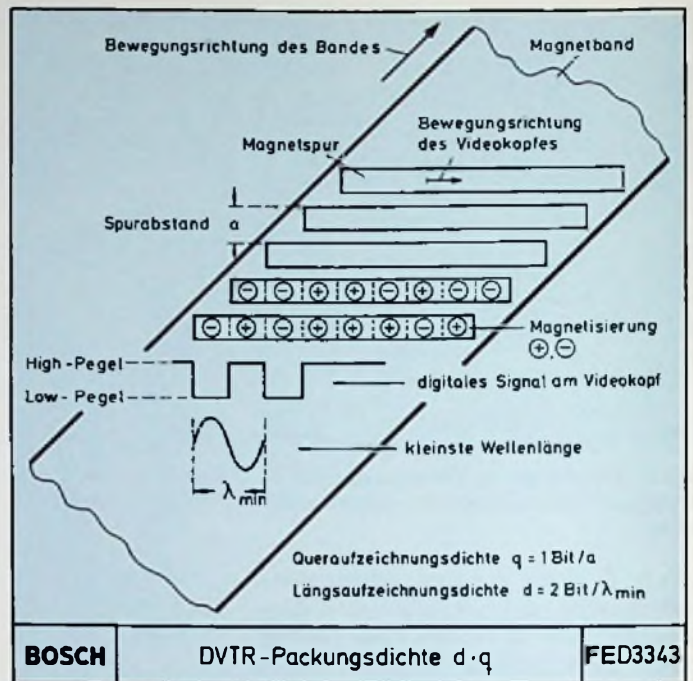 Bewegungsrichtung des Bandes
Magnetband
Magnetspur
Bewegungsrichtung
des Videokopfes
Spurabstand a
⊖ ⊖ ⊕ ⊕ ⊖ ⊕ ⊖ ⊖
⊖ ⊕ ⊖ ⊕ ⊕ ⊕ ⊖ ⊕
Magnetisierung
⊕,⊖
High-Pegel
Low-Pegel
digitales Signal am Videokopf
kleinste Wellenlänge
λmin
Queraufzeichnungsdichte q = 1 Bit/a
Längsaufzeichnungsdichte d = 2 Bit/λmin
BOSCH DVTR-Packungsdichte d·q FED3343